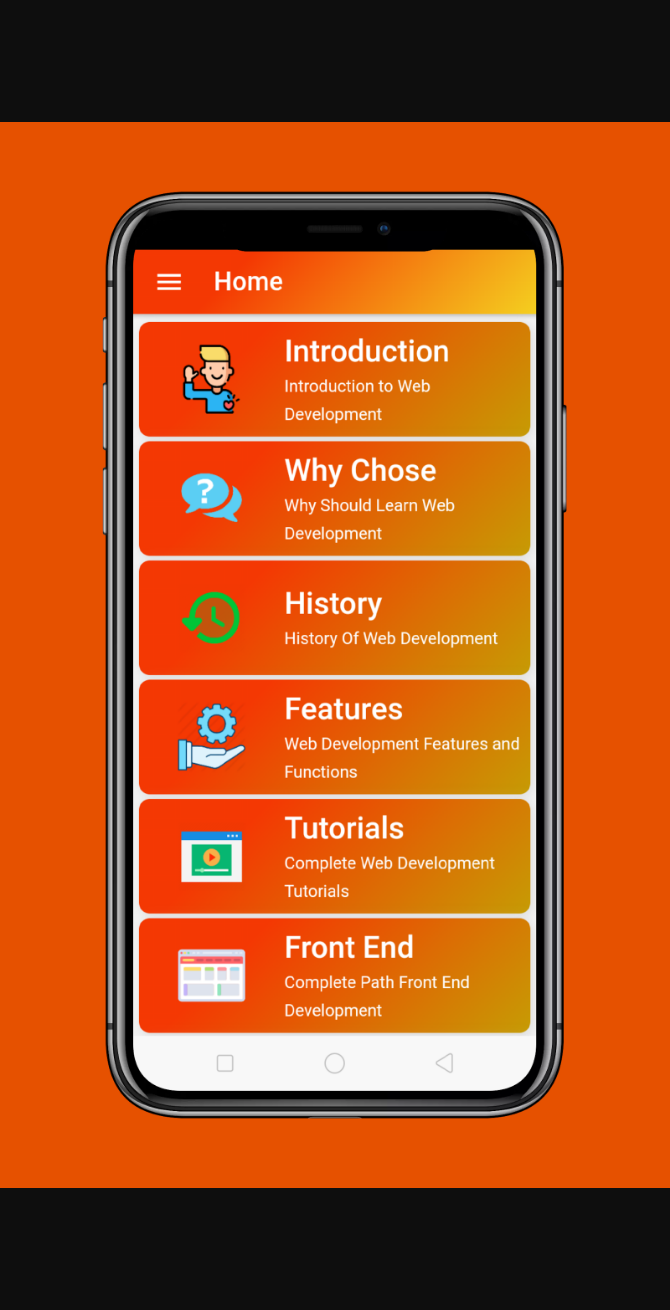 Home
Introduction
Introduction to Web
Development
Why Chose
Why Should Learn Web
Development
?
History
History Of Web Development
Features
Web Development Features and
Functions
Tutorials
Complete Web Development
Tutorials
Front End
Complete Path Front End
Development